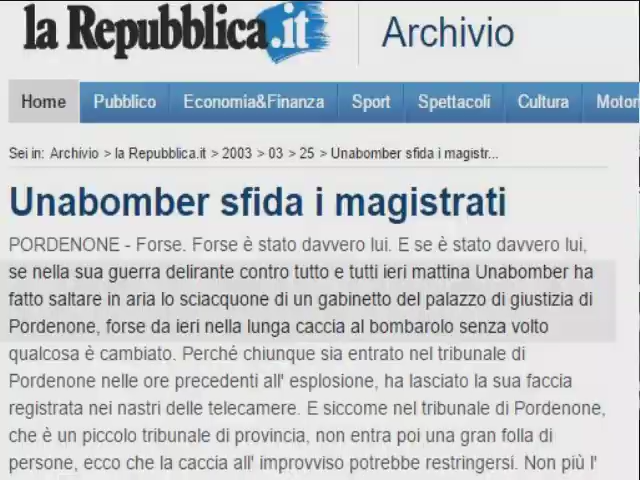 la Repubblica.it
Archivio
Home Pubblico Economia&Finanza Sport Spettacoli Cultura Motori
Sei in: Archivio > la Repubblica.it > 2003 > 03 > 25 > Unabomber sfida i magistr...
Unabomber sfida i magistrati
PORDENONE - Forse. Forse è stato davvero lui. E se è stato davvero lui,
se nella sua guerra delirante contro tutto e tutti ieri mattina Unabomber ha
fatto saltare in aria lo sciacquone di un gabinetto del palazzo di giustizia di
Pordenone, forse da ieri nella lunga caccia al bombarolo senza volto
qualcosa è cambiato. Perché chiunque sia entrato nel tribunale di
Pordenone nelle ore precedenti all' esplosione, ha lasciato la sua faccia
registrata nei nastri delle telecamere. E siccome nel tribunale di Pordenone,
che è un piccolo tribunale di provincia, non entra poi una gran folla di
persone, ecco che la caccia all' improvviso potrebbe restringersi. Non più l'